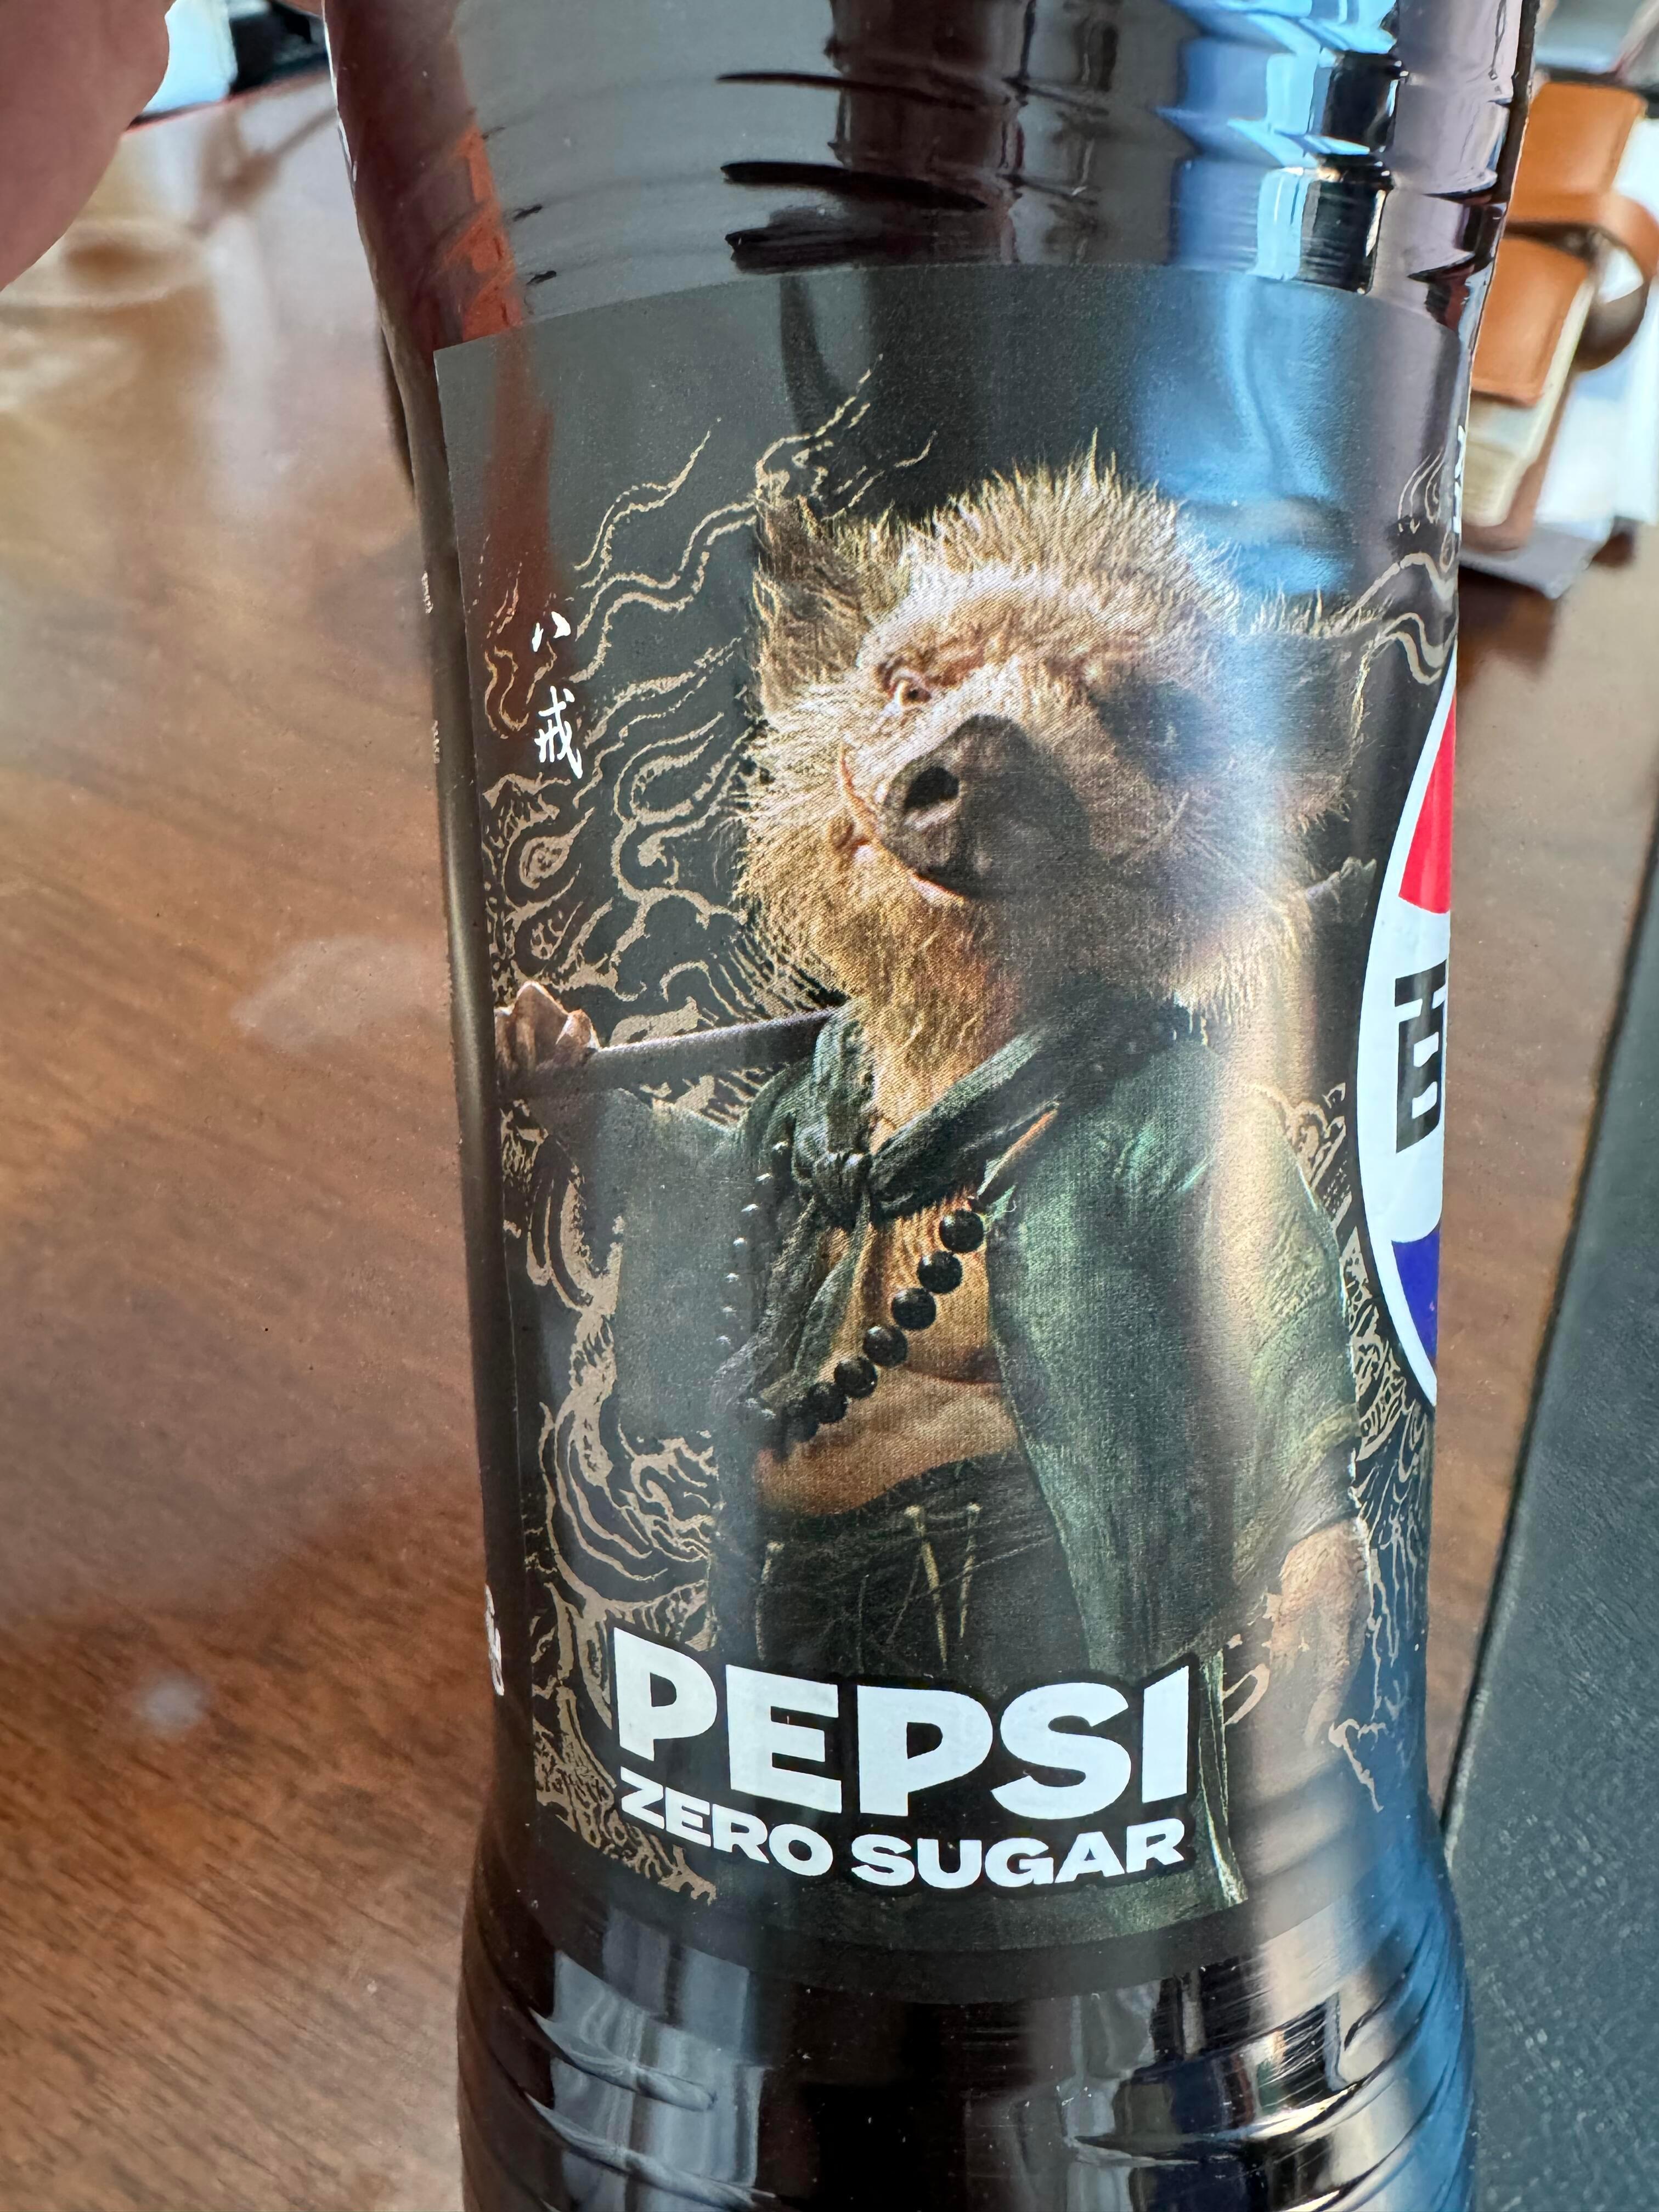 八戒
PEPSI
ZERO SUGAR